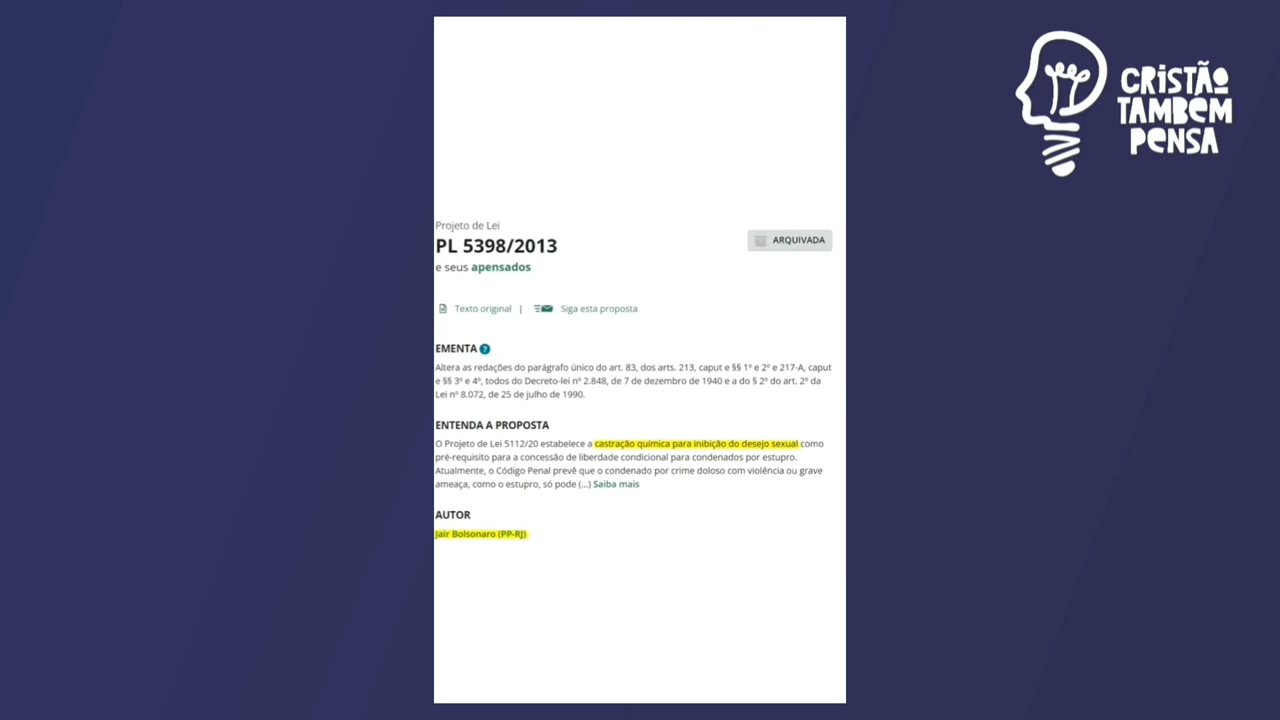 CRISTÃO
TAMBEM
PENSA
Projeto de Lei
PL 5398/2013
ARQUIVADA
e seus apensados
Texto original | Siga esta proposta
EMENTA ?
Altera as redações do parágrafo único do art. 83, dos arts. 213, caput e §§ 1º e 2º e 217-A, caput
e §§ 3º e 4º, todos do Decreto-lei nº 2.848, de 7 de dezembro de 1940 e a do § 2º do art. 2º da
Lei nº 8.072, de 25 de julho de 1990.
ENTENDA A PROPOSTA
O Projeto de Lei 5112/20 estabelece a castração química para inibição do desejo sexual como
pré-requisito para a concessão de liberdade condicional para condenados por estupro.
Atualmente, o Código Penal prevê que o condenado por crime doloso com violência ou grave
ameaça, como o estupro, só pode (...) Saiba mais
AUTOR
Jair Bolsonaro (PP-RJ)